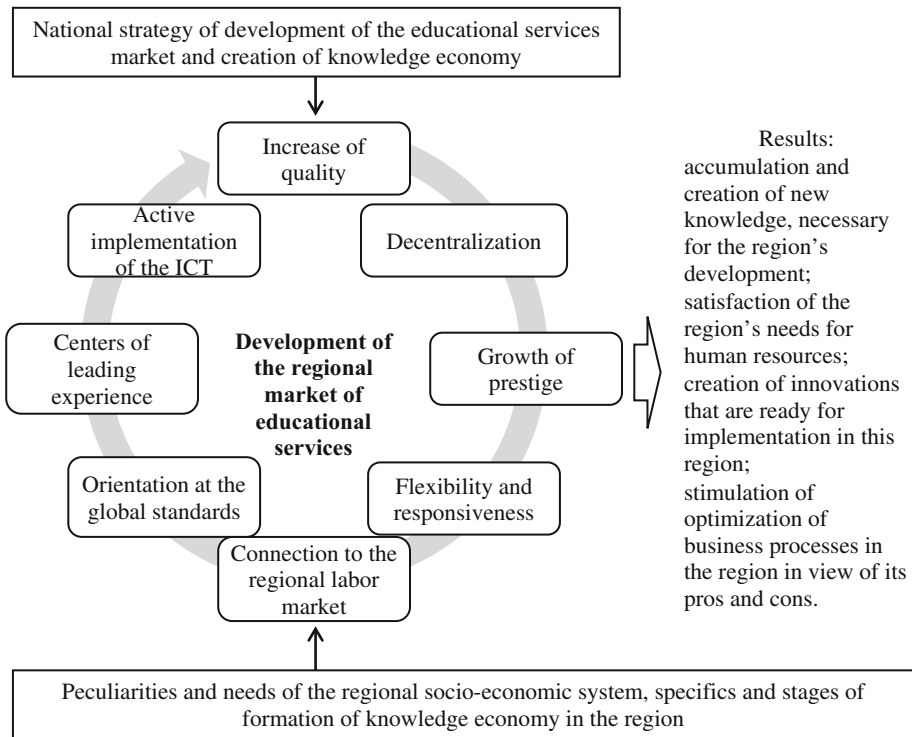 National strategy of development of the educational services
market and creation of knowledge economy
Increase of
quality
Decentralization
Growth of
prestige
Flexibility and
responsiveness
Connection to the
regional labor
market
Orientation at the
global standards
Centers of
leading
experience
Active
implementation
of the ICT
Development of
the regional
market of
educational
services
Results:
accumulation and
creation of new
knowledge, necessary
for the region’s
development;
satisfaction of the
region’s needs for
human resources;
creation of innovations
that are ready for
implementation in this
region;
stimulation of
optimization of
business processes in
the region in view of its
pros and cons.
Peculiarities and needs of the regional socio-economic system, specifics and stages of
formation of knowledge economy in the region